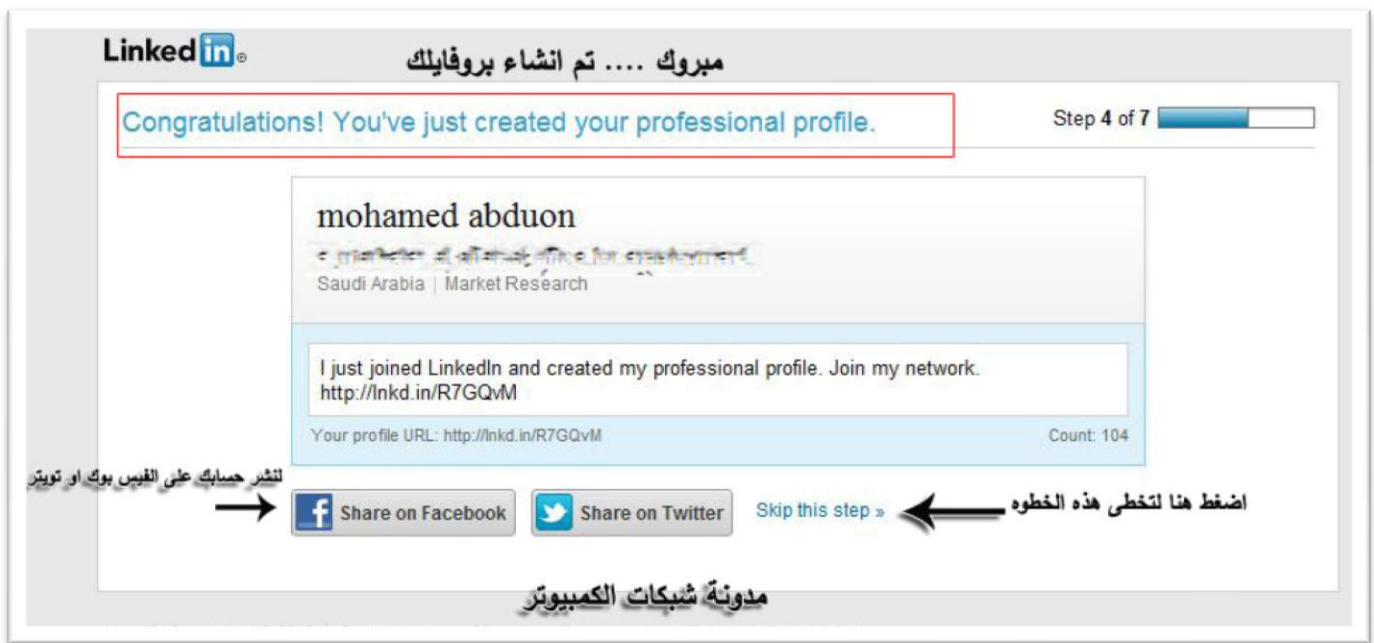 Linked in
مبروك .... تم انشاء بروفايلك
Congratulations! You've just created your professional profile.
Step 4 of 7
mohamed abduon
Saudi Arabia | Market Research
I just joined LinkedIn and created my professional profile. Join my network.
http://lnkd.in/R7GQvM
Your profile URL: http://lnkd.in/R7GQvM
Count: 104
لنشر حسابك على الفيس بوك او تويتر
Share on Facebook
Share on Twitter
Skip this step »
اضغط هنا لتخطى هذه الخطوه
مدونة شبكات الكمبيوتر